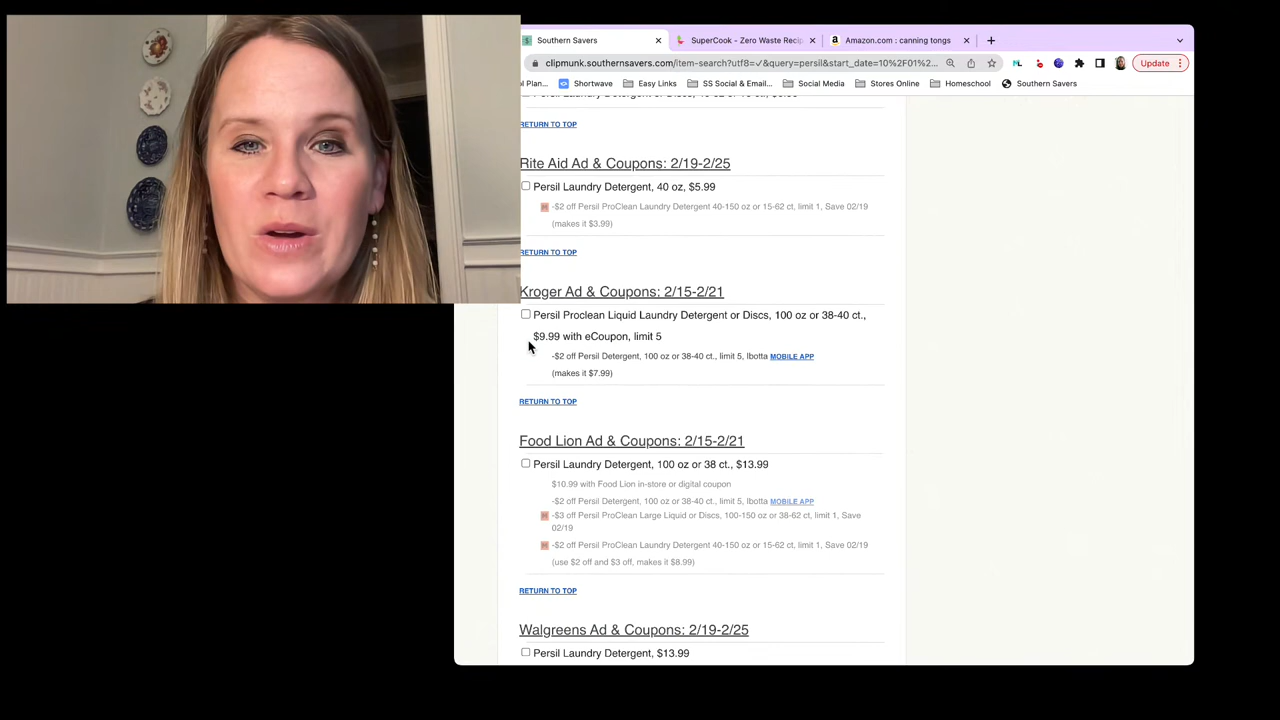 Southern Savers
SuperCook - Zero Waste Recip
Amazon.com : canning tongs
clipmunk.southernsavers.com/item-search?utf8=✓&query=persil&start_date=10%2F01%2...
Update
ol Plan...
Shortwave
Easy Links
SS Social & Email...
Social Media
Stores Online
Homeschool
Southern Savers
RETURN TO TOP
Rite Aid Ad & Coupons: 2/19-2/25
Persil Laundry Detergent, 40 oz, $5.99
-$2 off Persil ProClean Laundry Detergent 40-150 oz or 15-62 ct, limit 1, Save 02/19
(makes it $3.99)
RETURN TO TOP
Kroger Ad & Coupons: 2/15-2/21
Persil Proclean Liquid Laundry Detergent or Discs, 100 oz or 38-40 ct.,
$9.99 with eCoupon, limit 5
-$2 off Persil Detergent, 100 oz or 38-40 ct., limit 5, Ibotta MOBILE APP
(makes it $7.99)
RETURN TO TOP
Food Lion Ad & Coupons: 2/15-2/21
Persil Laundry Detergent, 100 oz or 38 ct., $13.99
$10.99 with Food Lion in-store or digital coupon
-$2 off Persil Detergent, 100 oz or 38-40 ct., limit 5, Ibotta MOBILE APP
-$3 off Persil ProClean Large Liquid or Discs, 100-150 oz or 38-62 ct, limit 1, Save
02/19
-$2 off Persil ProClean Laundry Detergent 40-150 oz or 15-62 ct, limit 1, Save 02/19
(use $2 off and $3 off, makes it $8.99)
RETURN TO TOP
Walgreens Ad & Coupons: 2/19-2/25
Persil Laundry Detergent, $13.99